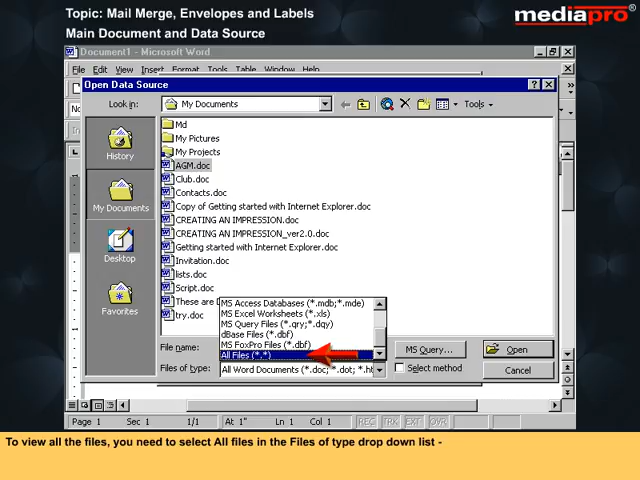 Topic: Mail Merge, Envelopes and Labels
mediapro®
Main Document and Data Source
Document1 - Microsoft Word
File Edit View Insert Format Tools Table Window Help
Open Data Source
Look in: My Documents Tools
History
My Documents
Desktop
Favorites
Md
My Pictures
My Projects
AGM.doc
Club.doc
Contacts.doc
Copy of Getting started with Internet Explorer.doc
CREATING AN IMPRESSION.doc
CREATING AN IMPRESSION_ver2.0.doc
Getting started with Internet Explorer.doc
Invitation.doc
lists.doc
Script.doc
These are
try.doc
MS Access Databases (*.mdb;*.mde)
MS Excel Worksheets (*.xls)
MS Query Files (*.qry;*.dqy)
dBase Files (*.dbf)
MS FoxPro Files (*.dbf)
All Files (*.*)
File name:
MS Query... Open
Files of type: All Word Documents (*.doc; *.dot; *.ht
Select method Cancel
Page 1 Sec 1 1/1 At 1" Ln 1 Col 1 REC TRK EXT OVR
To view all the files, you need to select All files in the Files of type drop down list -